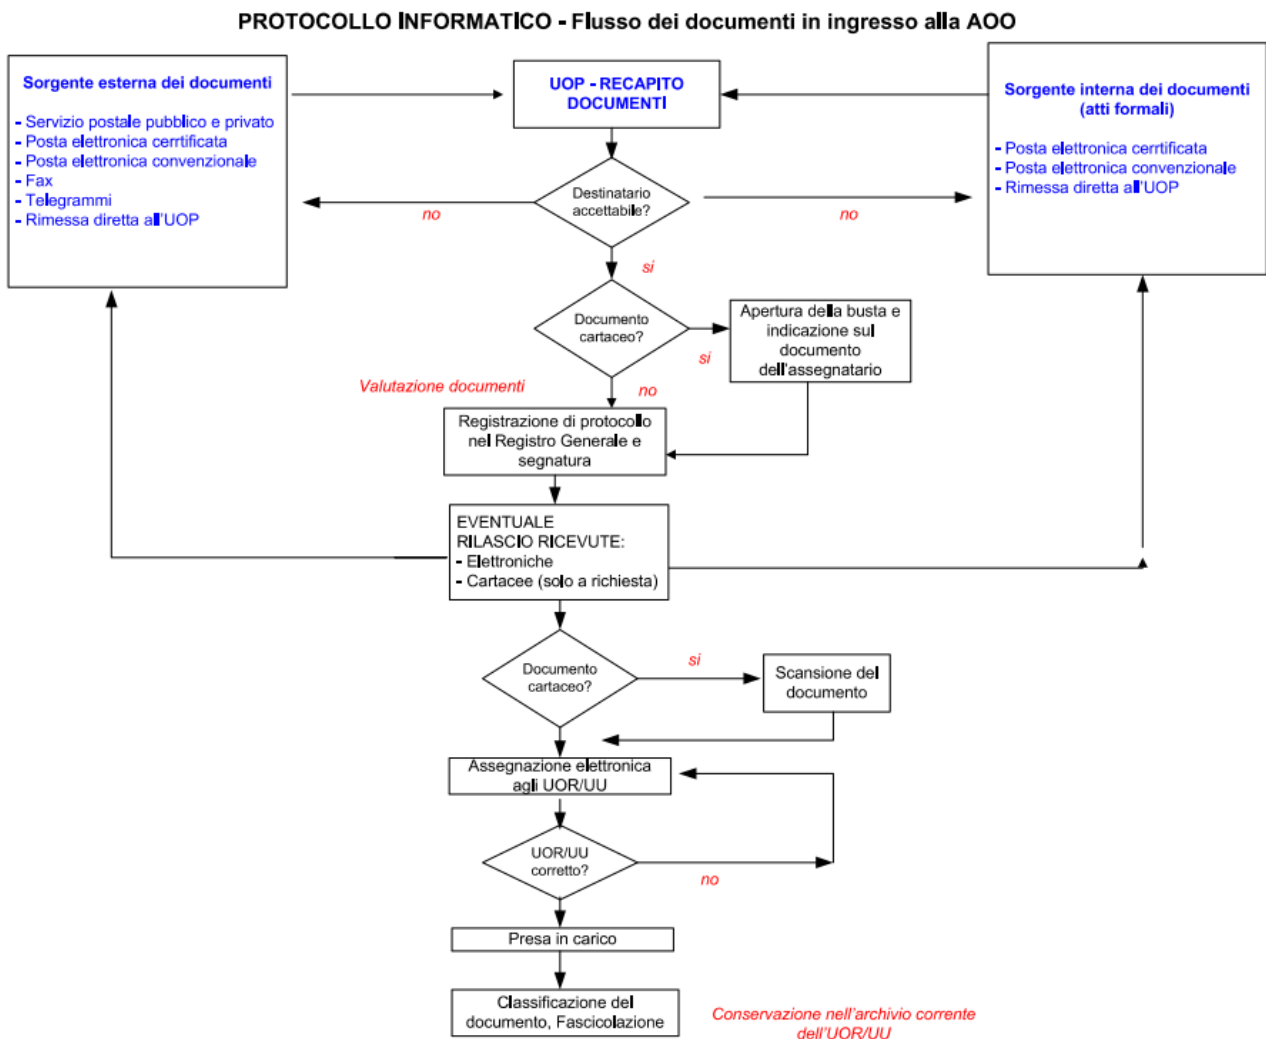 PROTOCOLLO INFORMATICO - Flusso dei documenti in ingresso alla AOO
Sorgente esterna dei documenti
- Servizio postale pubblico e privato
- Posta elettronica cerrtificata
- Posta elettronica convenzionale
- Fax
- Telegrammi
- Rimessa diretta all'UOP
UOP - RECAPITO
DOCUMENTI
Sorgente interna dei documenti
(atti formali)
- Posta elettronica cerrtificata
- Posta elettronica convenzionale
- Rimessa diretta all'UOP
Destinatario
accettabile?
no
no
si
Documento
cartaceo?
si
Apertura della busta e
indicazione sul
documento
dell'assegnatario
Valutazione documenti
no
Registrazione di protocollo
nel Registro Generale e
segnatura
EVENTUALE
RILASCIO RICEVUTE:
- Elettroniche
- Cartacee (solo a richiesta)
Documento
cartaceo?
si
Scansione del
documento
Assegnazione elettronica
agli UOR/UU
UOR/UU
corretto?
no
Presa in carico
Classificazione del
documento, Fascicolazione
Conservazione nell'archivio corrente
dell'UOR/UU